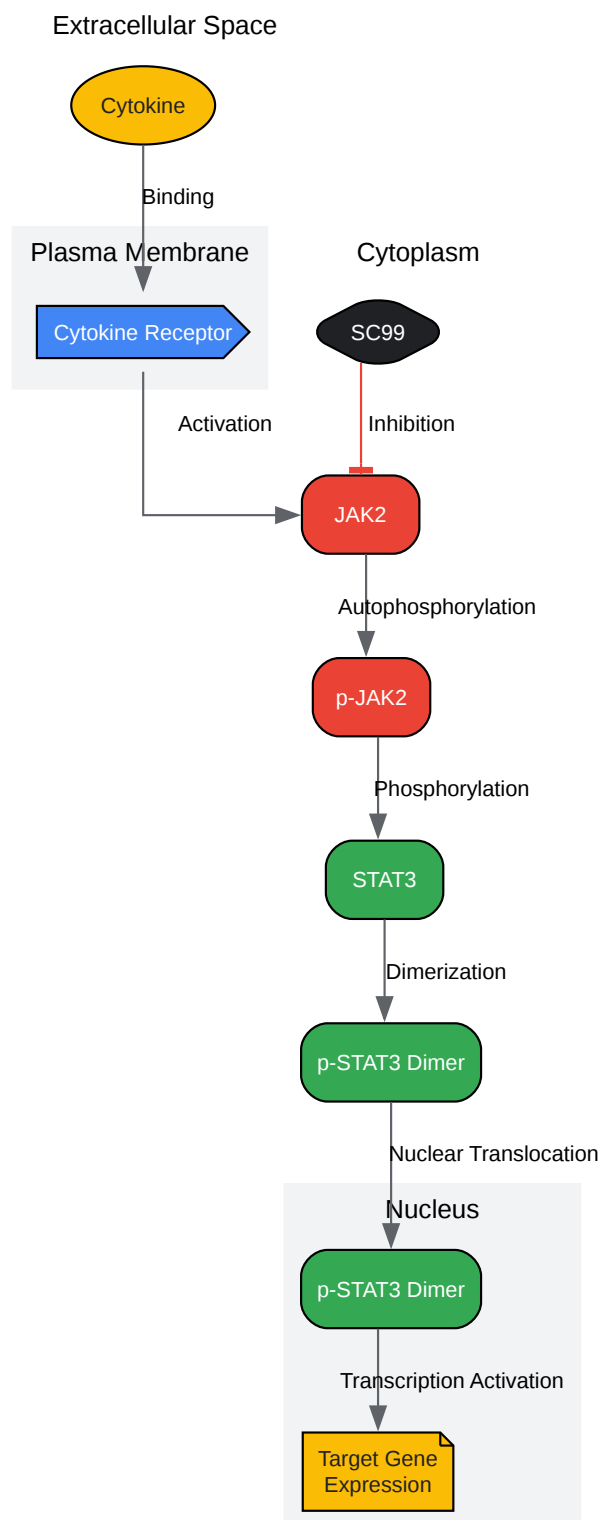 Extracellular Space
Cytokine
Binding
Plasma Membrane
Cytoplasm
Cytokine Receptor
SC99
Activation
Inhibition
JAK2
Autophosphorylation
p-JAK2
Phosphorylation
STAT3
Dimerization
p-STAT3 Dimer
Nuclear Translocation
Nucleus
p-STAT3 Dimer
Transcription Activation
Target Gene
Expression